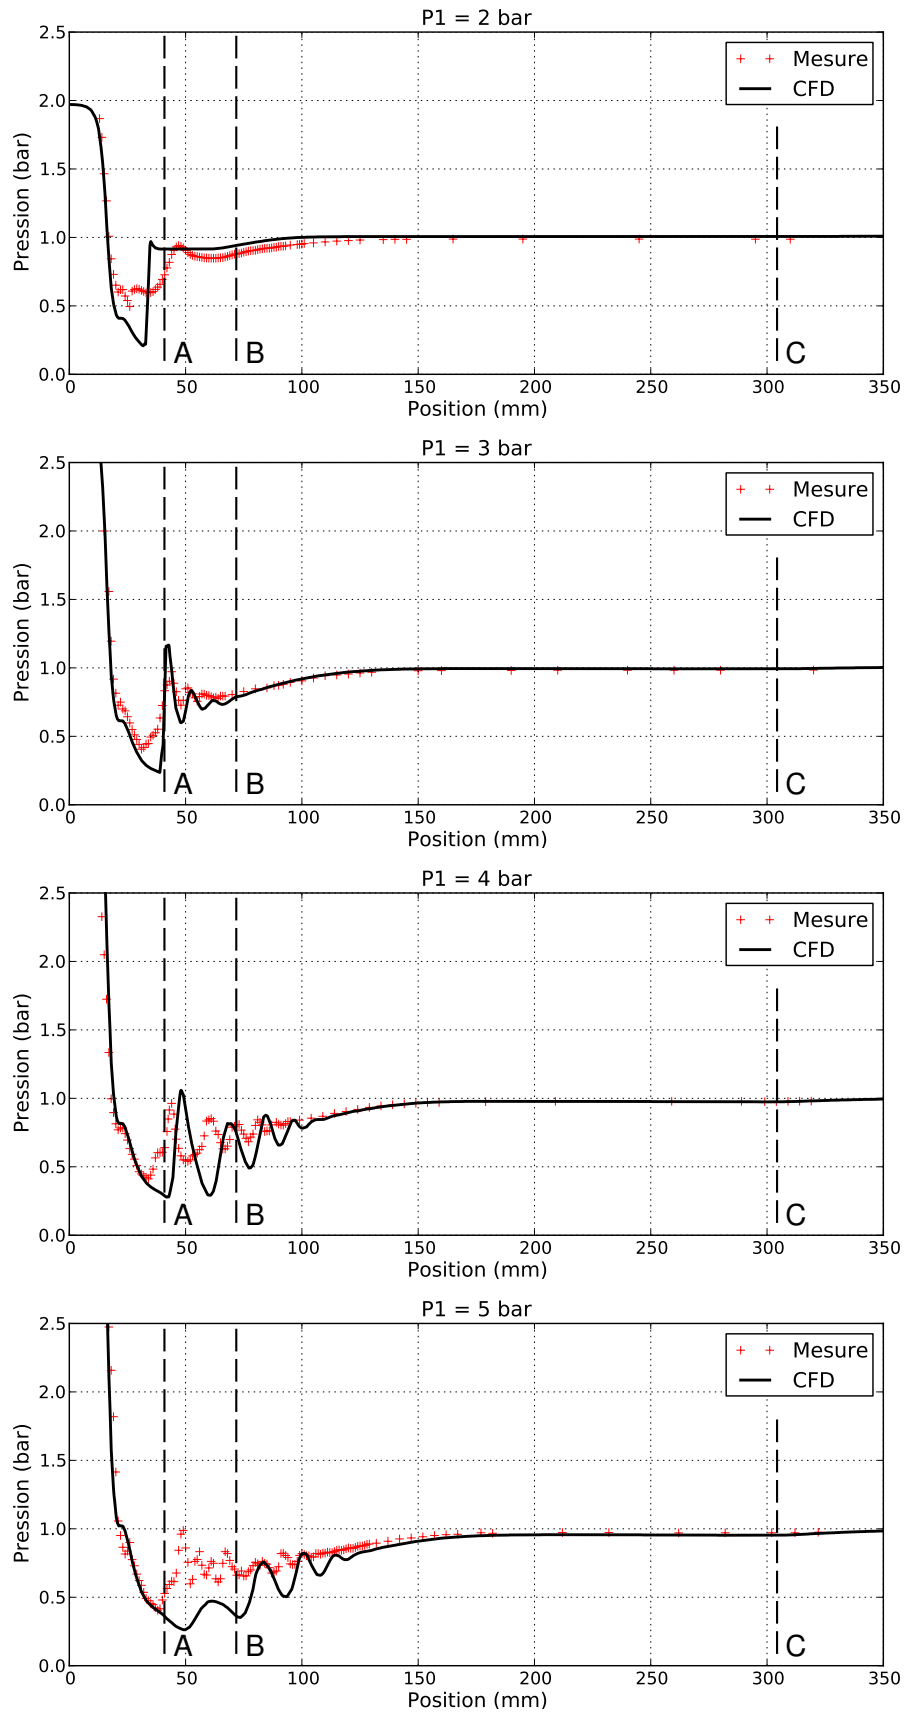 P1 = 2 bar
2.5
2.0
1.5
1.0
0.5
0.0
Pression (bar)
Mesure
CFD
A
B
C
0 50 100 150 200 250 300 350
Position (mm)
P1 = 3 bar
2.5
2.0
1.5
1.0
0.5
0.0
Pression (bar)
Mesure
CFD
A
B
C
0 50 100 150 200 250 300 350
Position (mm)
P1 = 4 bar
2.5
2.0
1.5
1.0
0.5
0.0
Pression (bar)
Mesure
CFD
A
B
C
0 50 100 150 200 250 300 350
Position (mm)
P1 = 5 bar
2.5
2.0
1.5
1.0
0.5
0.0
Pression (bar)
Mesure
CFD
A
B
C
0 50 100 150 200 250 300 350
Position (mm)